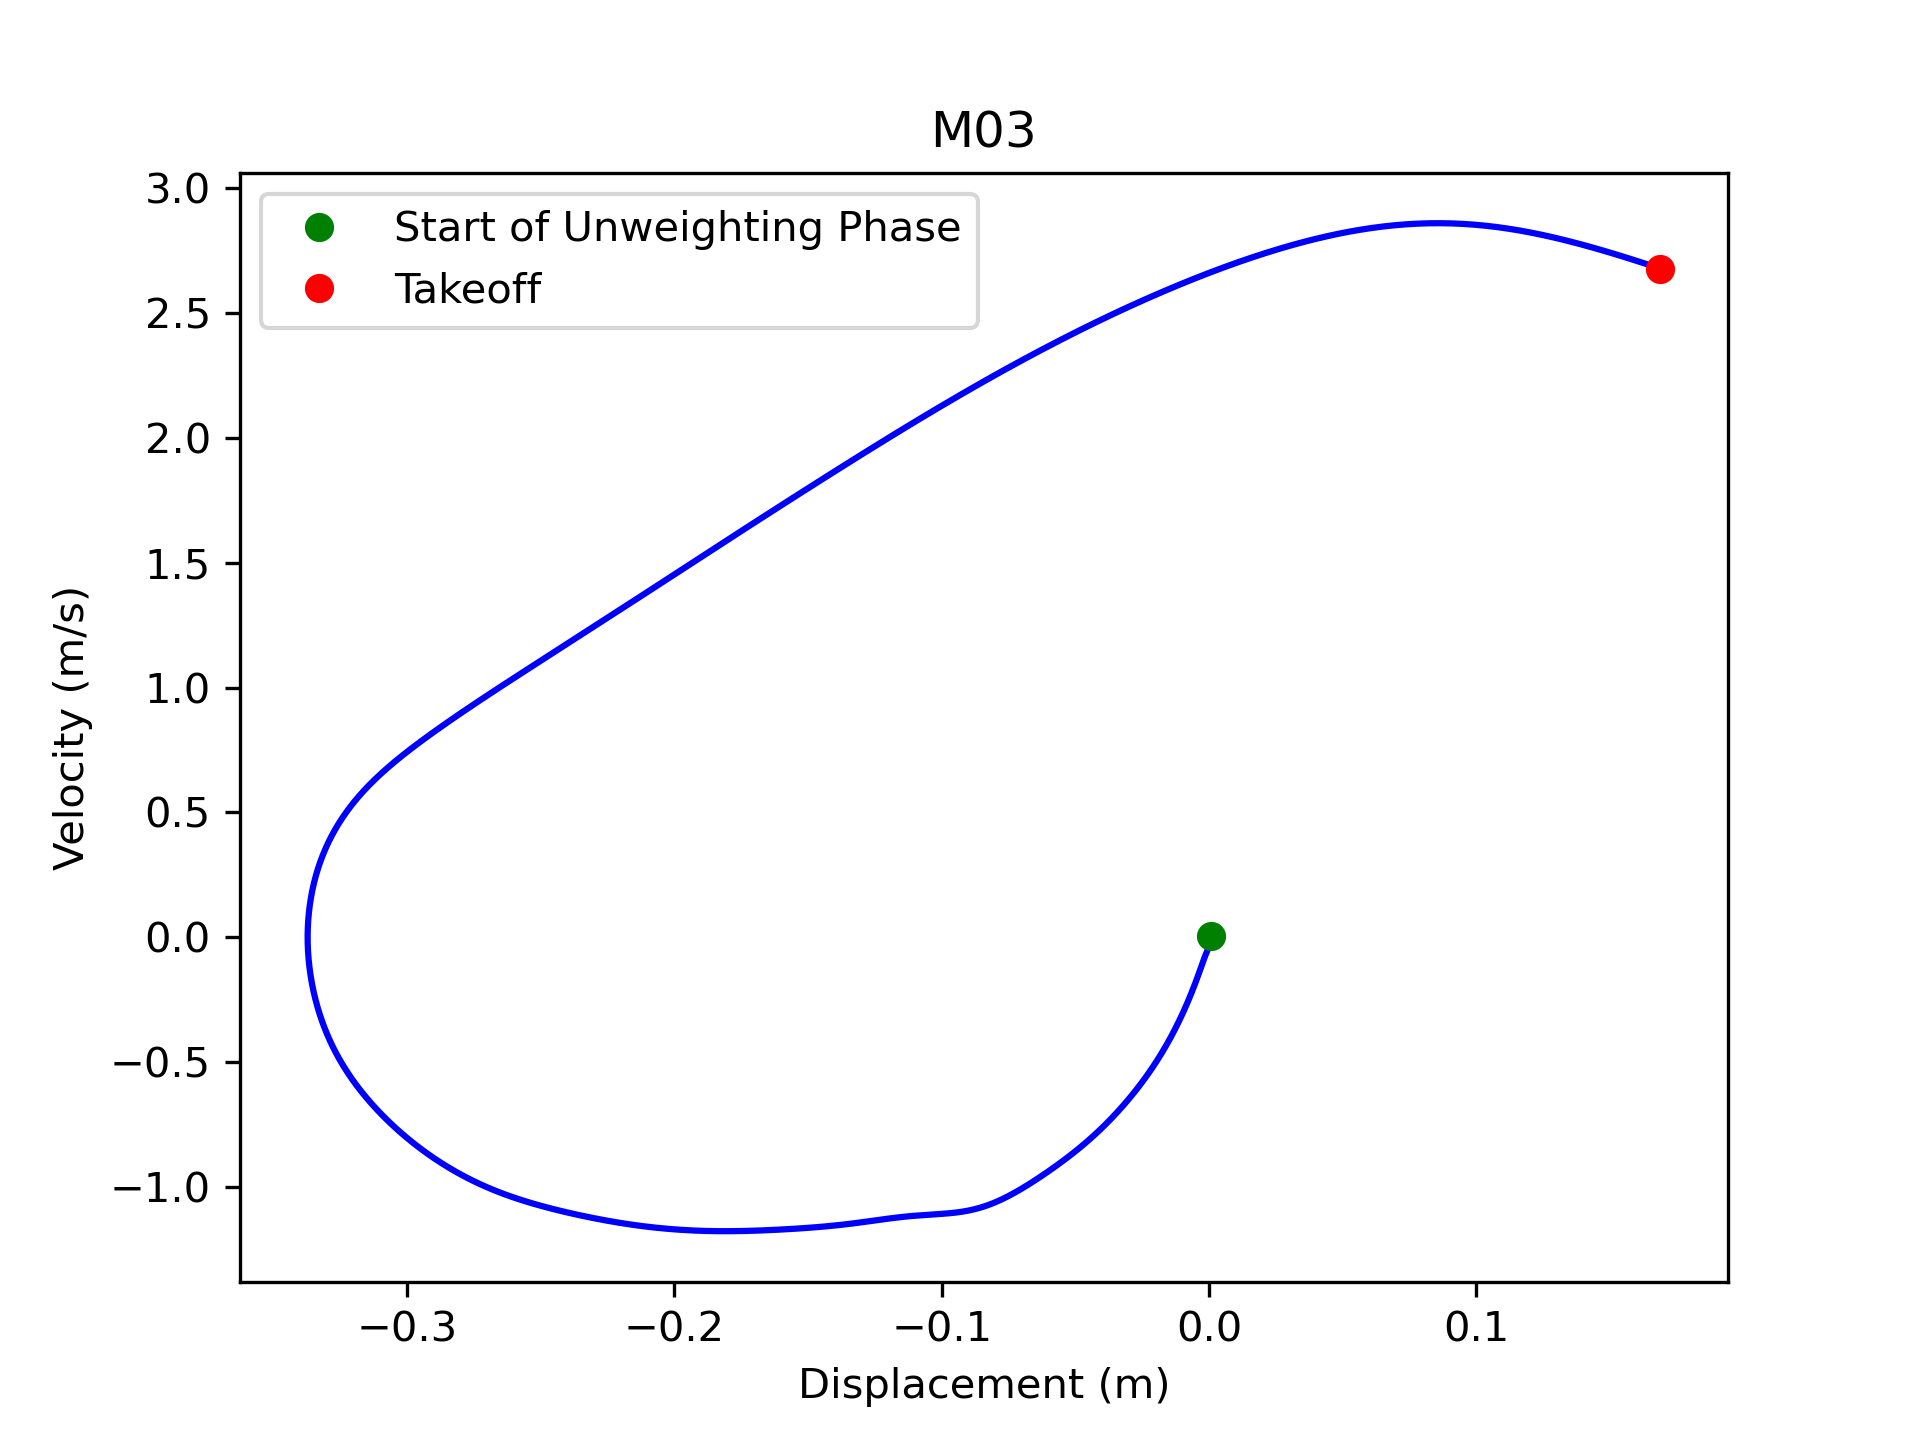 M03
3.0
2.5
2.0
1.5
1.0
0.5
0.0
−0.5
−1.0
Velocity (m/s)
Start of Unweighting Phase
Takeoff
−0.3 −0.2 −0.1 0.0 0.1
Displacement (m)